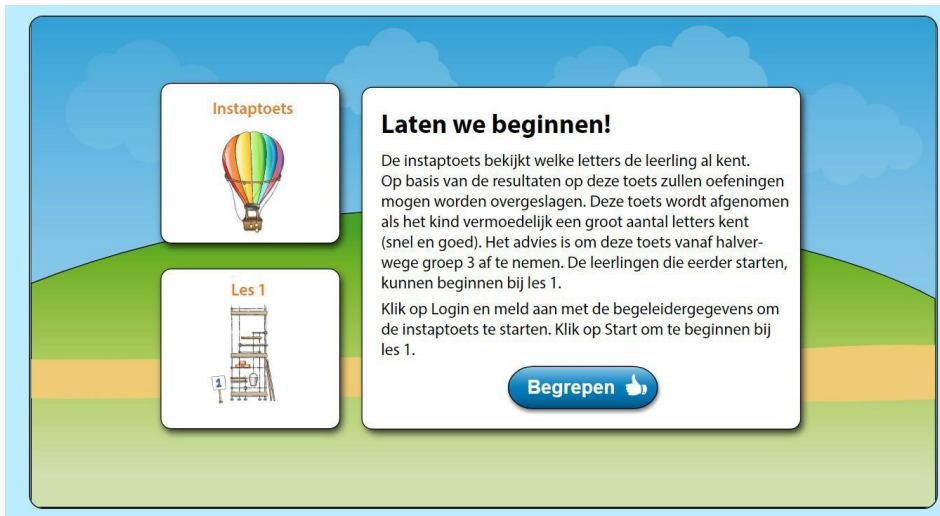 Instaptoets
Les 1
1
Laten we beginnen!
De instaptoets bekijkt welke letters de leerling al kent.
Op basis van de resultaten op deze toets zullen oefeningen
mogen worden overgeslagen. Deze toets wordt afgenomen
als het kind vermoedelijk een groot aantal letters kent
(snel en goed). Het advies is om deze toets vanaf halver-
wege groep 3 af te nemen. De leerlingen die eerder starten,
kunnen beginnen bij les 1.
Klik op Login en meld aan met de begeleidergegevens om
de instaptoets te starten. Klik op Start om te beginnen bij
les 1.
Begrepen